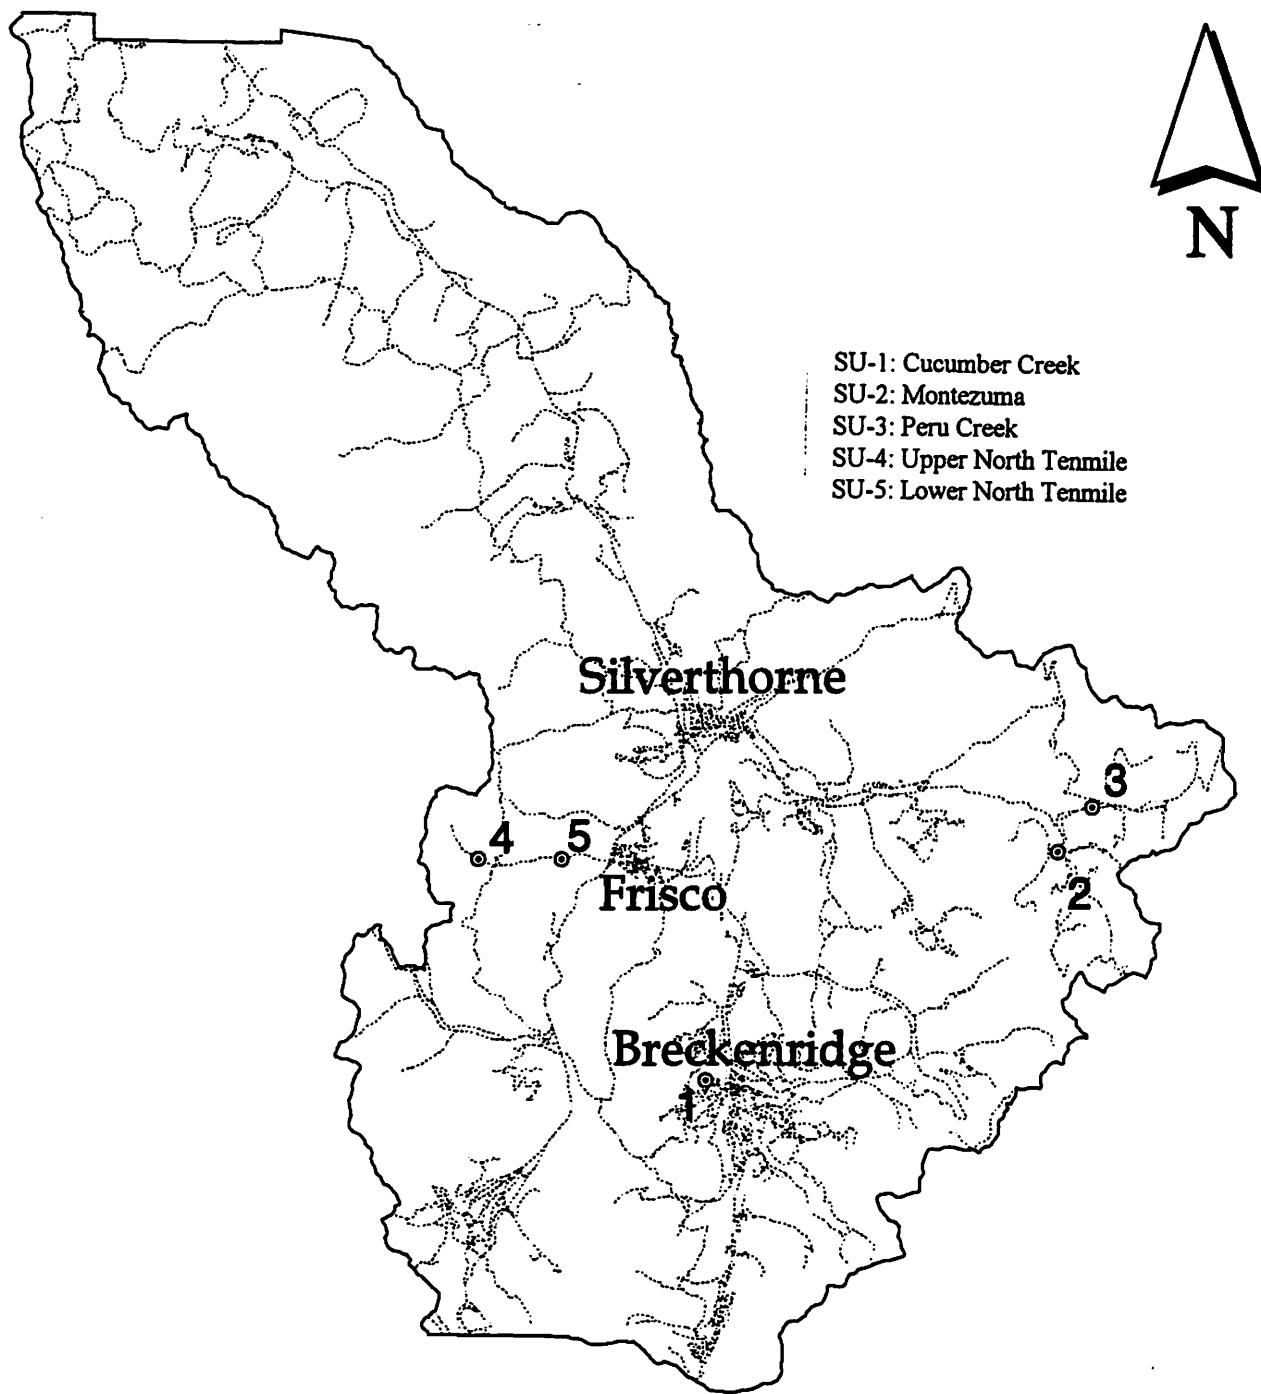 N
SU-1: Cucumber Creek
SU-2: Montezuma
SU-3: Peru Creek
SU-4: Upper North Tenmile
SU-5: Lower North Tenmile
Silverthorne
3
4
5
2
Frisco
Breckenridge
1